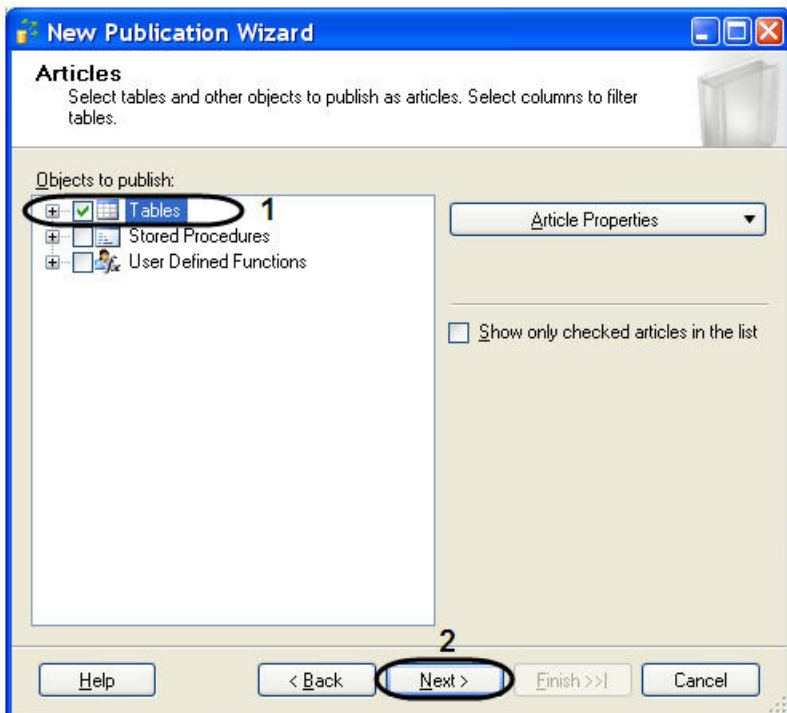 New Publication Wizard
Articles
Select tables and other objects to publish as articles. Select columns to filter
tables.
Objects to publish:
Tables 1
Stored Procedures
User Defined Functions
Article Properties
Show only checked articles in the list
2
Help
< Back
Next >
Finish >>|
Cancel